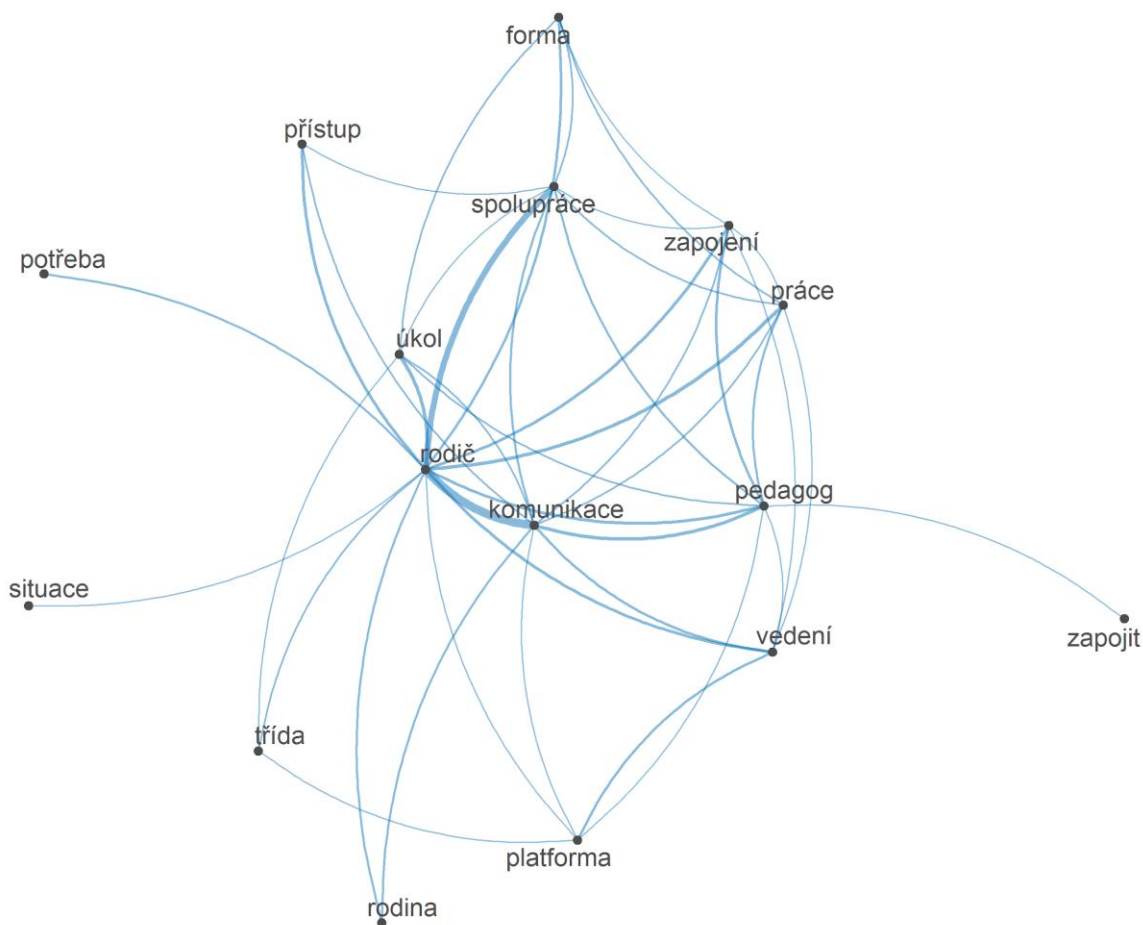 forma
přístup
spolupráce
zapojení
potřeba
práce
úkol
rodič
komunikace
pedagog
situace
vedení
zapojit
třída
platforma
rodina